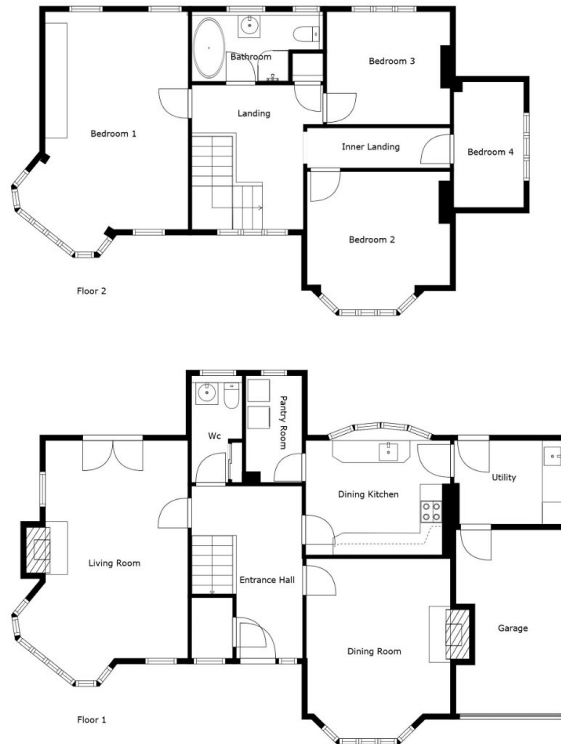 Bathroom
Bedroom 3
Landing
Bedroom 1
Inner Landing
Bedroom 4
Bedroom 2
Floor 2
Pantry Room
Wc
Dining Kitchen
Utility
Living Room
Entrance Hall
Garage
Dining Room
Floor 1